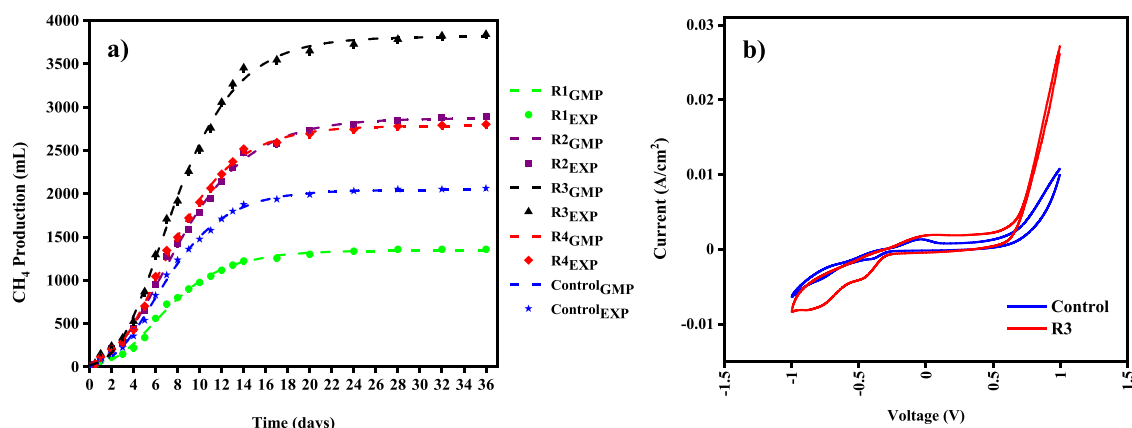 a)
CH4 Production (mL)
4000
3500
3000
2500
2000
1500
1000
500
0
0 2 4 6 8 10 12 14 16 18 20 22 24 26 28 30 32 34 36
Time (days)
R1GMP
R1EXP
R2GMP
R2EXP
R3GMP
R3EXP
R4GMP
R4EXP
ControlGMP
ControlEXP
b)
Current (A/cm²)
0.03
0.02
0.01
0
-0.01
-1.5 -1 -0.5 0 0.5 1 1.5
Voltage (V)
Control
R3